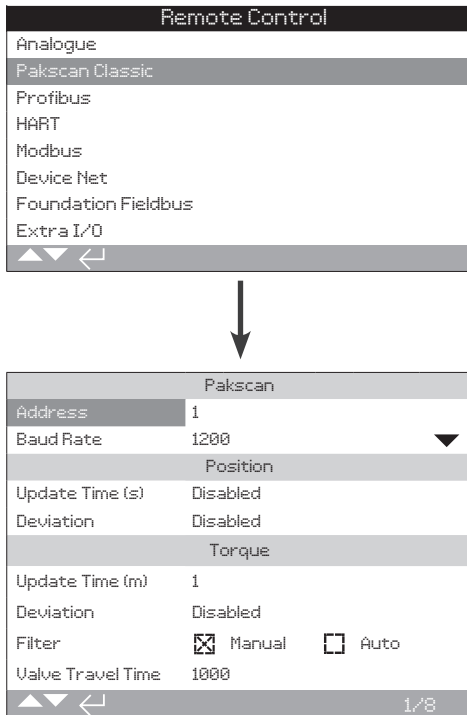 Remote Control
Analogue
Pakscan Classic
Profibus
HART
Modbus
Device Net
Foundation Fieldbus
Extra I/O
Pakscan
Address 1
Baud Rate 1200
Position
Update Time (s) Disabled
Deviation Disabled
Torque
Update Time (m) 1
Deviation Disabled
Filter Manual Auto
Valve Travel Time 1000
1/8